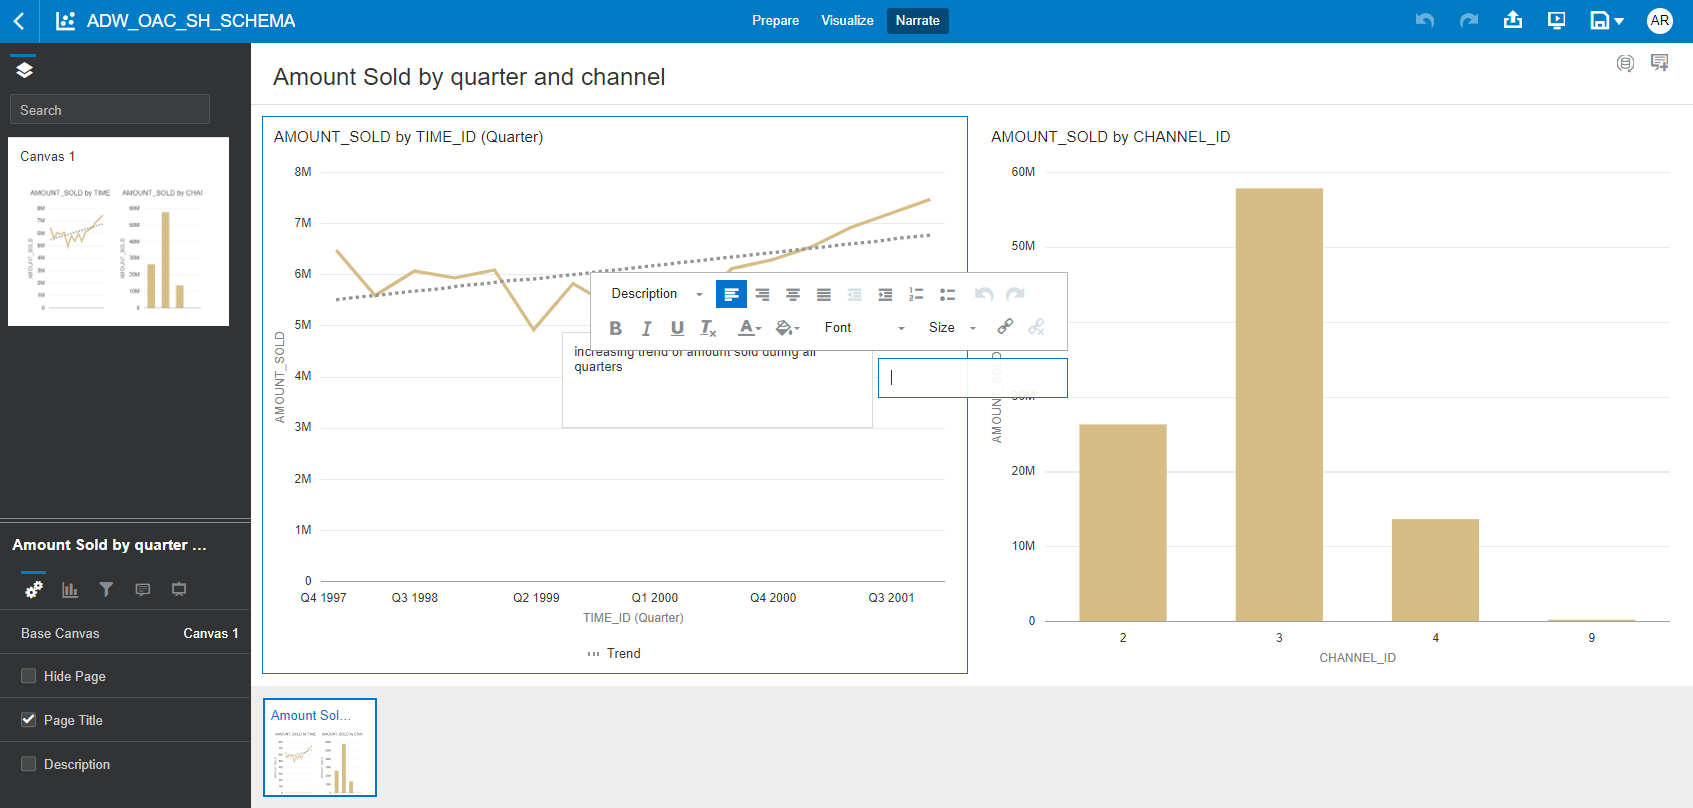 ADW_OAC_SH_SCHEMA
Prepare
Visualize
Narrate
AR
Search
Canvas 1
AMOUNT_SOLD by TIME
AMOUNT_SOLD by CHAI
Amount Sold by quarter and channel
AMOUNT_SOLD by TIME_ID (Quarter)
8M
7M
6M
5M
4M
3M
2M
1M
0
AMOUNT_SOLD
Q4 1997
Q3 1998
Q2 1999
Q1 2000
Q4 2000
Q3 2001
TIME_ID (Quarter)
Trend
Description
B I U Tx A
Font
Size
increasing trend of amount sold during all
quarters
AMOUNT_SOLD by CHANNEL_ID
60M
50M
30M
20M
10M
0
AMOUNT_SOLD
2
3
4
9
CHANNEL_ID
Amount Sold by quarter ...
Base Canvas
Canvas 1
Hide Page
Page Title
Description
Amount Sol...